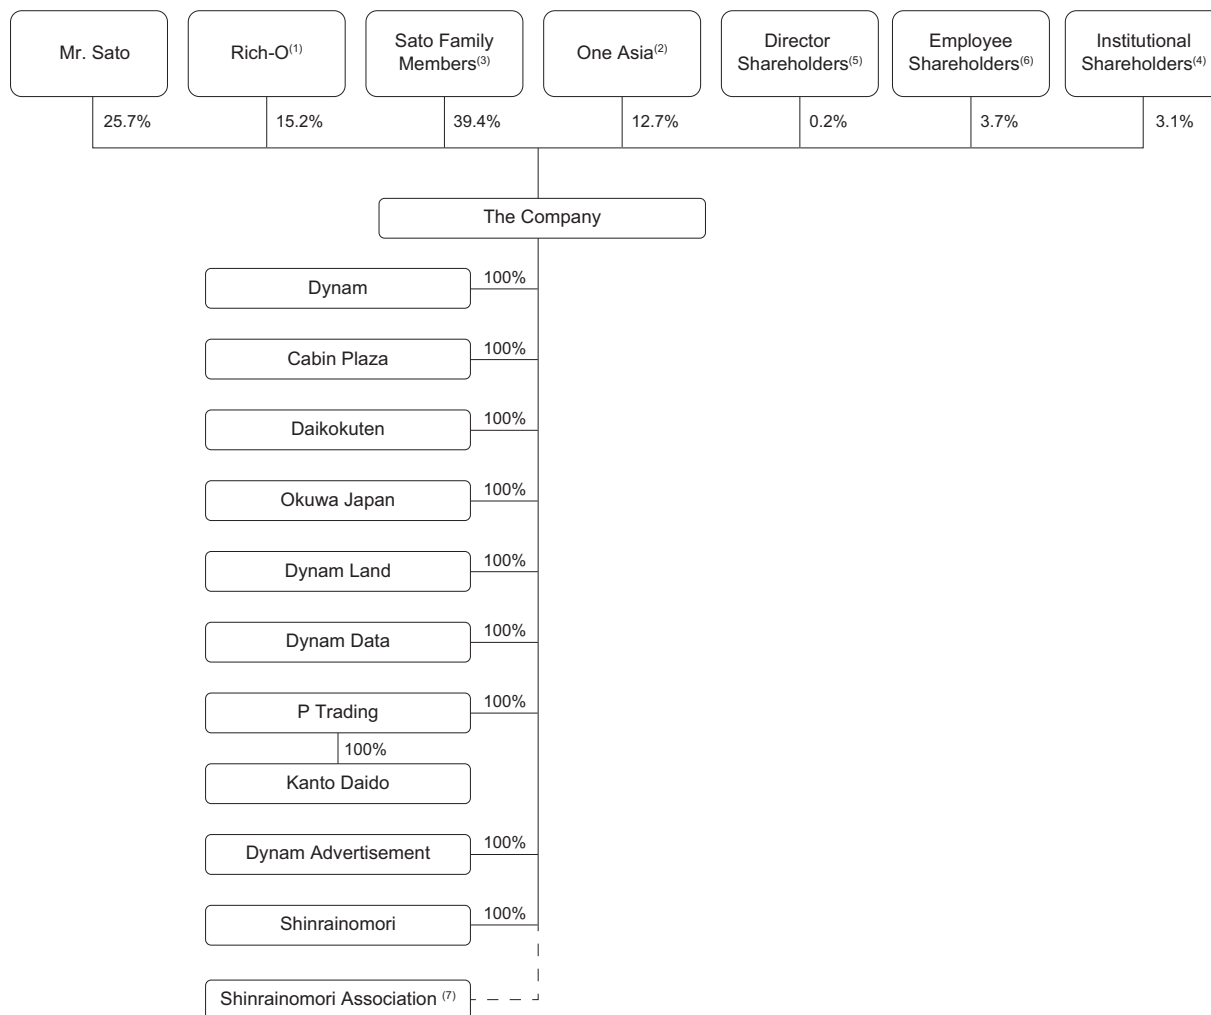 Mr. Sato
Rich-O(1)
Sato Family
Members(3)
One Asia(2)
Director
Shareholders(5)
Employee
Shareholders(6)
Institutional
Shareholders(4)
25.7%
15.2%
39.4%
12.7%
0.2%
3.7%
3.1%
The Company
Dynam
100%
Cabin Plaza
100%
Daikokuten
100%
Okuwa Japan
100%
Dynam Land
100%
Dynam Data
100%
P Trading
100%
100%
Kanto Daido
Dynam Advertisement
100%
Shinrainomori
100%
Shinrainomori Association (7)